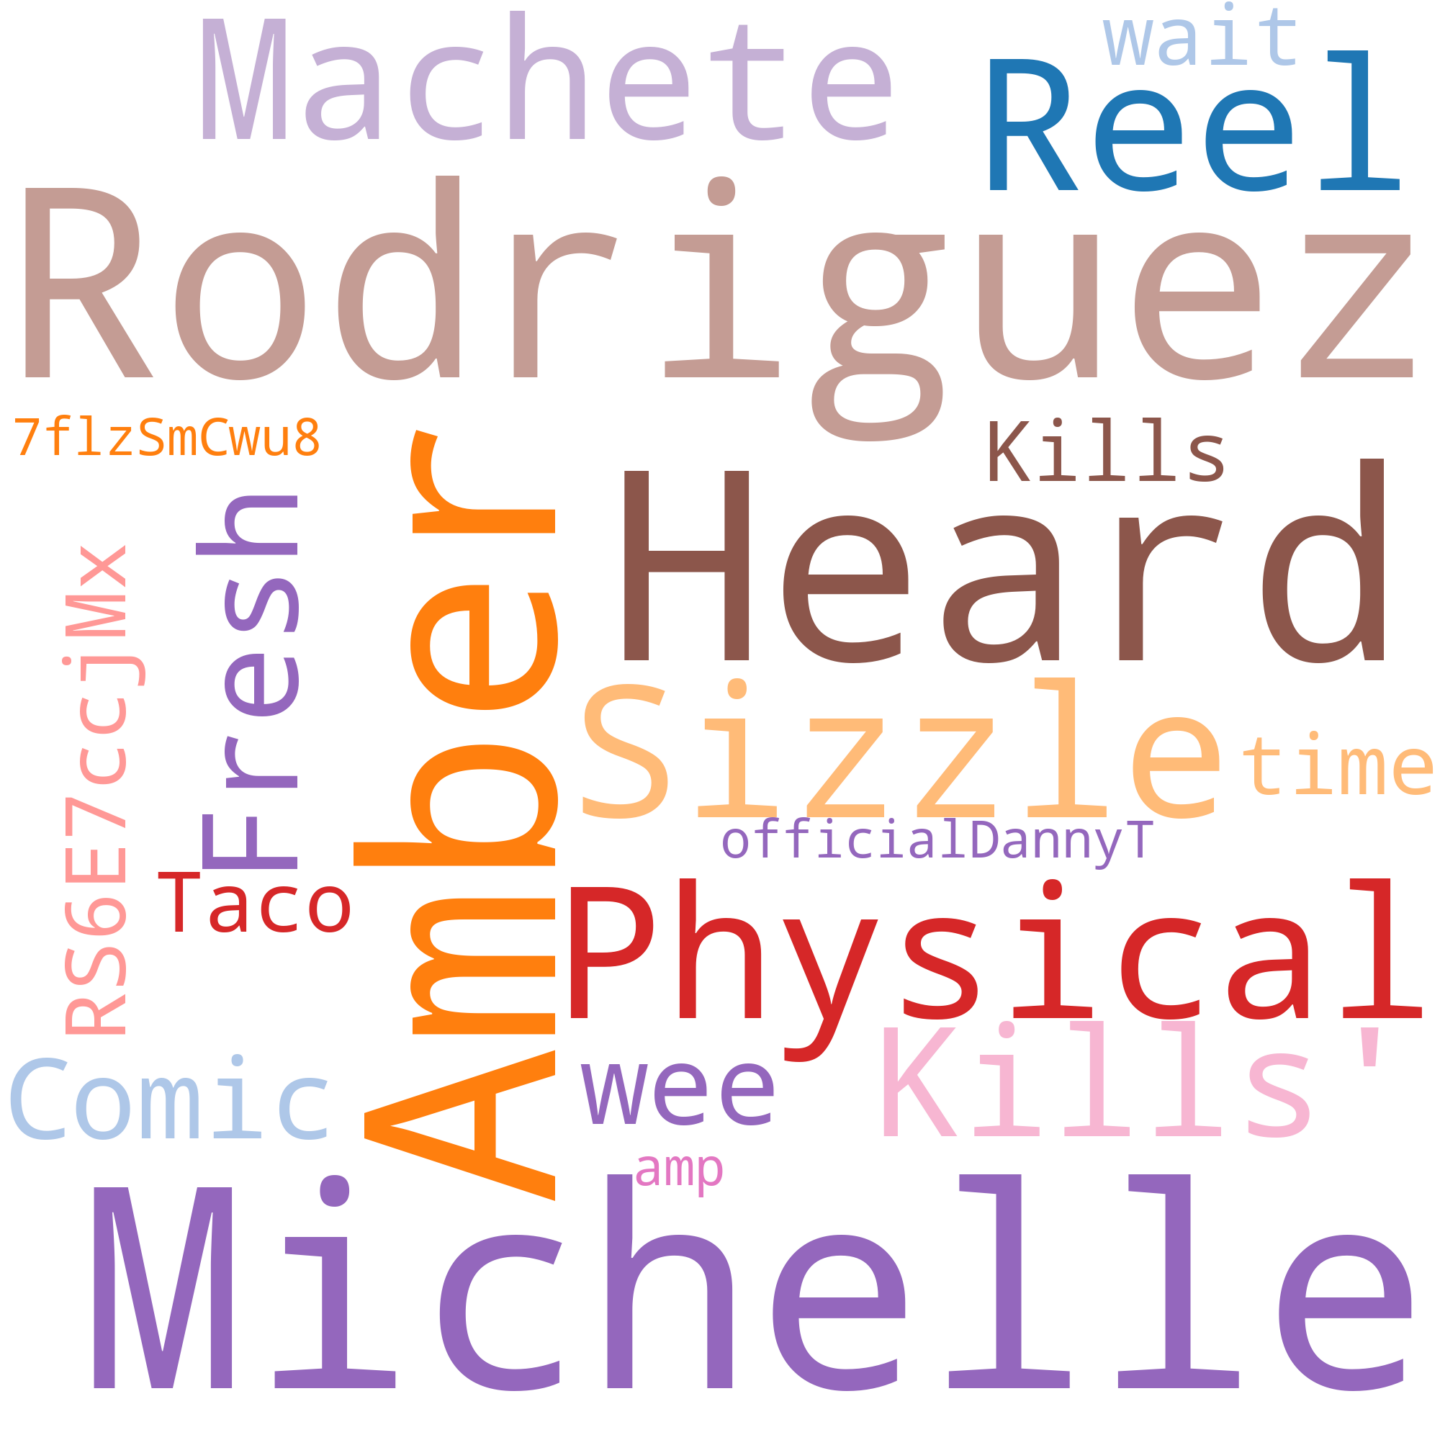 Machete
wait
Reel
Rodriguez
7flzSmCwu8
Kills
Heard
Amber
Fresh
RS6E7ccjMx
Sizzle
time
officialDannyT
Taco
Physical
Kills'
Comic
wee
amp
Michelle